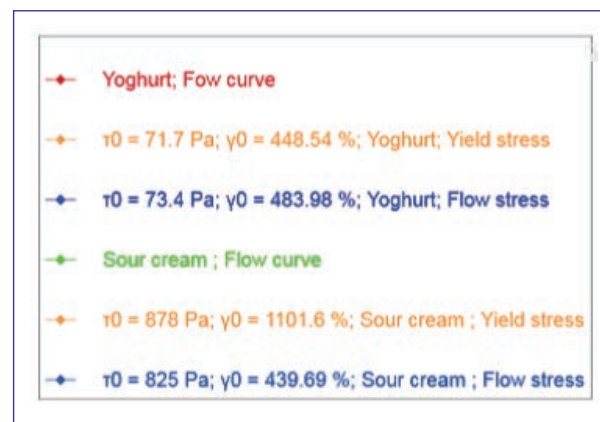 Yoghurt; Fow curve
τ0 = 71.7 Pa; γ0 = 448.54 %; Yoghurt; Yield stress
τ0 = 73.4 Pa; γ0 = 483.98 %; Yoghurt; Flow stress
Sour cream ; Flow curve
τ0 = 878 Pa; γ0 = 1101.6 %; Sour cream ; Yield stress
τ0 = 825 Pa; γ0 = 439.69 %; Sour cream ; Flow stress